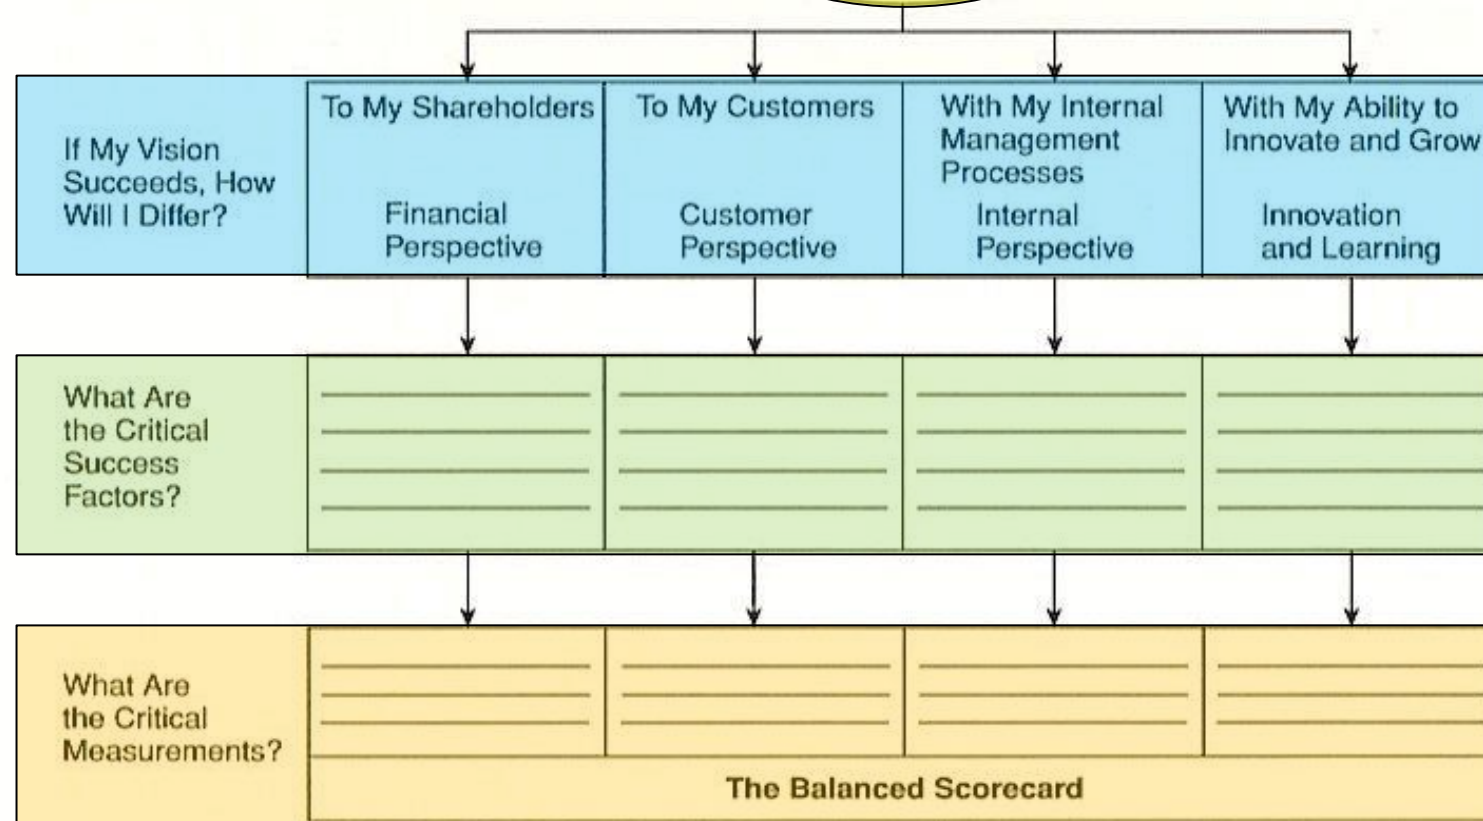 If My Vision
Succeeds, How
Will I Differ?
To My Shareholders
Financial
Perspective
To My Customers
Customer
Perspective
With My Internal
Management
Processes
Internal
Perspective
With My Ability to
Innovate and Grow
Innovation
and Learning
What Are
the Critical
Success
Factors?
What Are
the Critical
Measurements?
The Balanced Scorecard